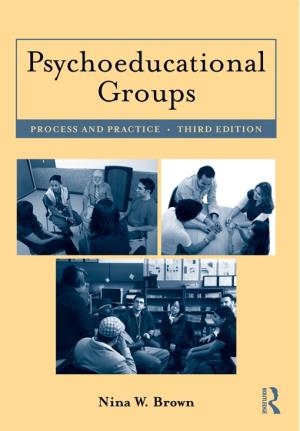 Psychoeducational
Groups
PROCESS AND PRACTICE • THIRD EDITION
Nina W. Brown
R
ROUTLEDGE